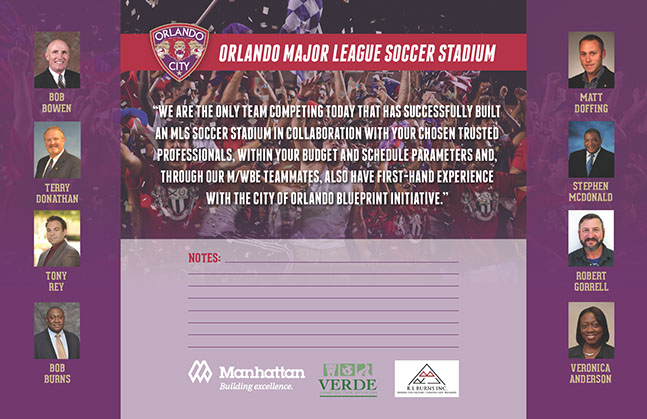 ORLANDO
CITY
ORLANDO MAJOR LEAGUE SOCCER STADIUM
"WE ARE THE ONLY TEAM COMPETING TODAY THAT HAS SUCCESSFULLY BUILT
AN MLS SOCCER STADIUM IN COLLABORATION WITH YOUR CHOSEN TRUSTED
PROFESSIONALS, WITHIN YOUR BUDGET AND SCHEDULE PARAMETERS AND,
THROUGH OUR M/WBE TEAMMATES, ALSO HAVE FIRST-HAND EXPERIENCE
WITH THE CITY OF ORLANDO BLUEPRINT INITIATIVE."
BOB
BOWEN
TERRY
DONATHAN
TONY
REY
BOB
BURNS
NOTES:
Manhattan
Building excellence.
VERDE
R L BURNS INC.
MATT
DOFFING
STEPHEN
MCDONALD
ROBERT
GORRELL
VERONICA
ANDERSON